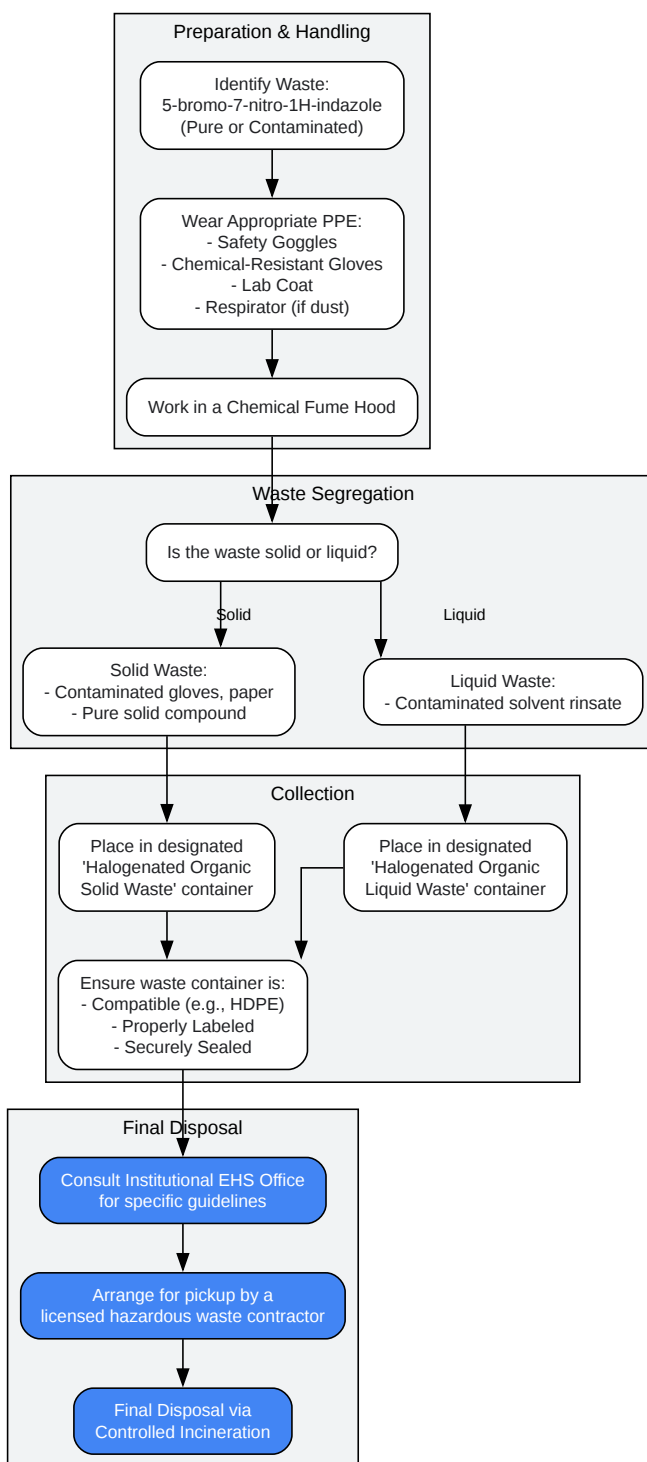 Preparation & Handling
Identify Waste:
5-bromo-7-nitro-1H-indazole
(Pure or Contaminated)
Wear Appropriate PPE:
- Safety Goggles
- Chemical-Resistant Gloves
- Lab Coat
- Respirator (if dust)
Work in a Chemical Fume Hood
Waste Segregation
Is the waste solid or liquid?
Solid
Liquid
Solid Waste:
- Contaminated gloves, paper
- Pure solid compound
Liquid Waste:
- Contaminated solvent rinsate
Collection
Place in designated
'Halogenated Organic
Solid Waste' container
Place in designated
'Halogenated Organic
Liquid Waste' container
Ensure waste container is:
- Compatible (e.g., HDPE)
- Properly Labeled
- Securely Sealed
Final Disposal
Consult Institutional EHS Office
for specific guidelines
Arrange for pickup by a
licensed hazardous waste contractor
Final Disposal via
Controlled Incineration